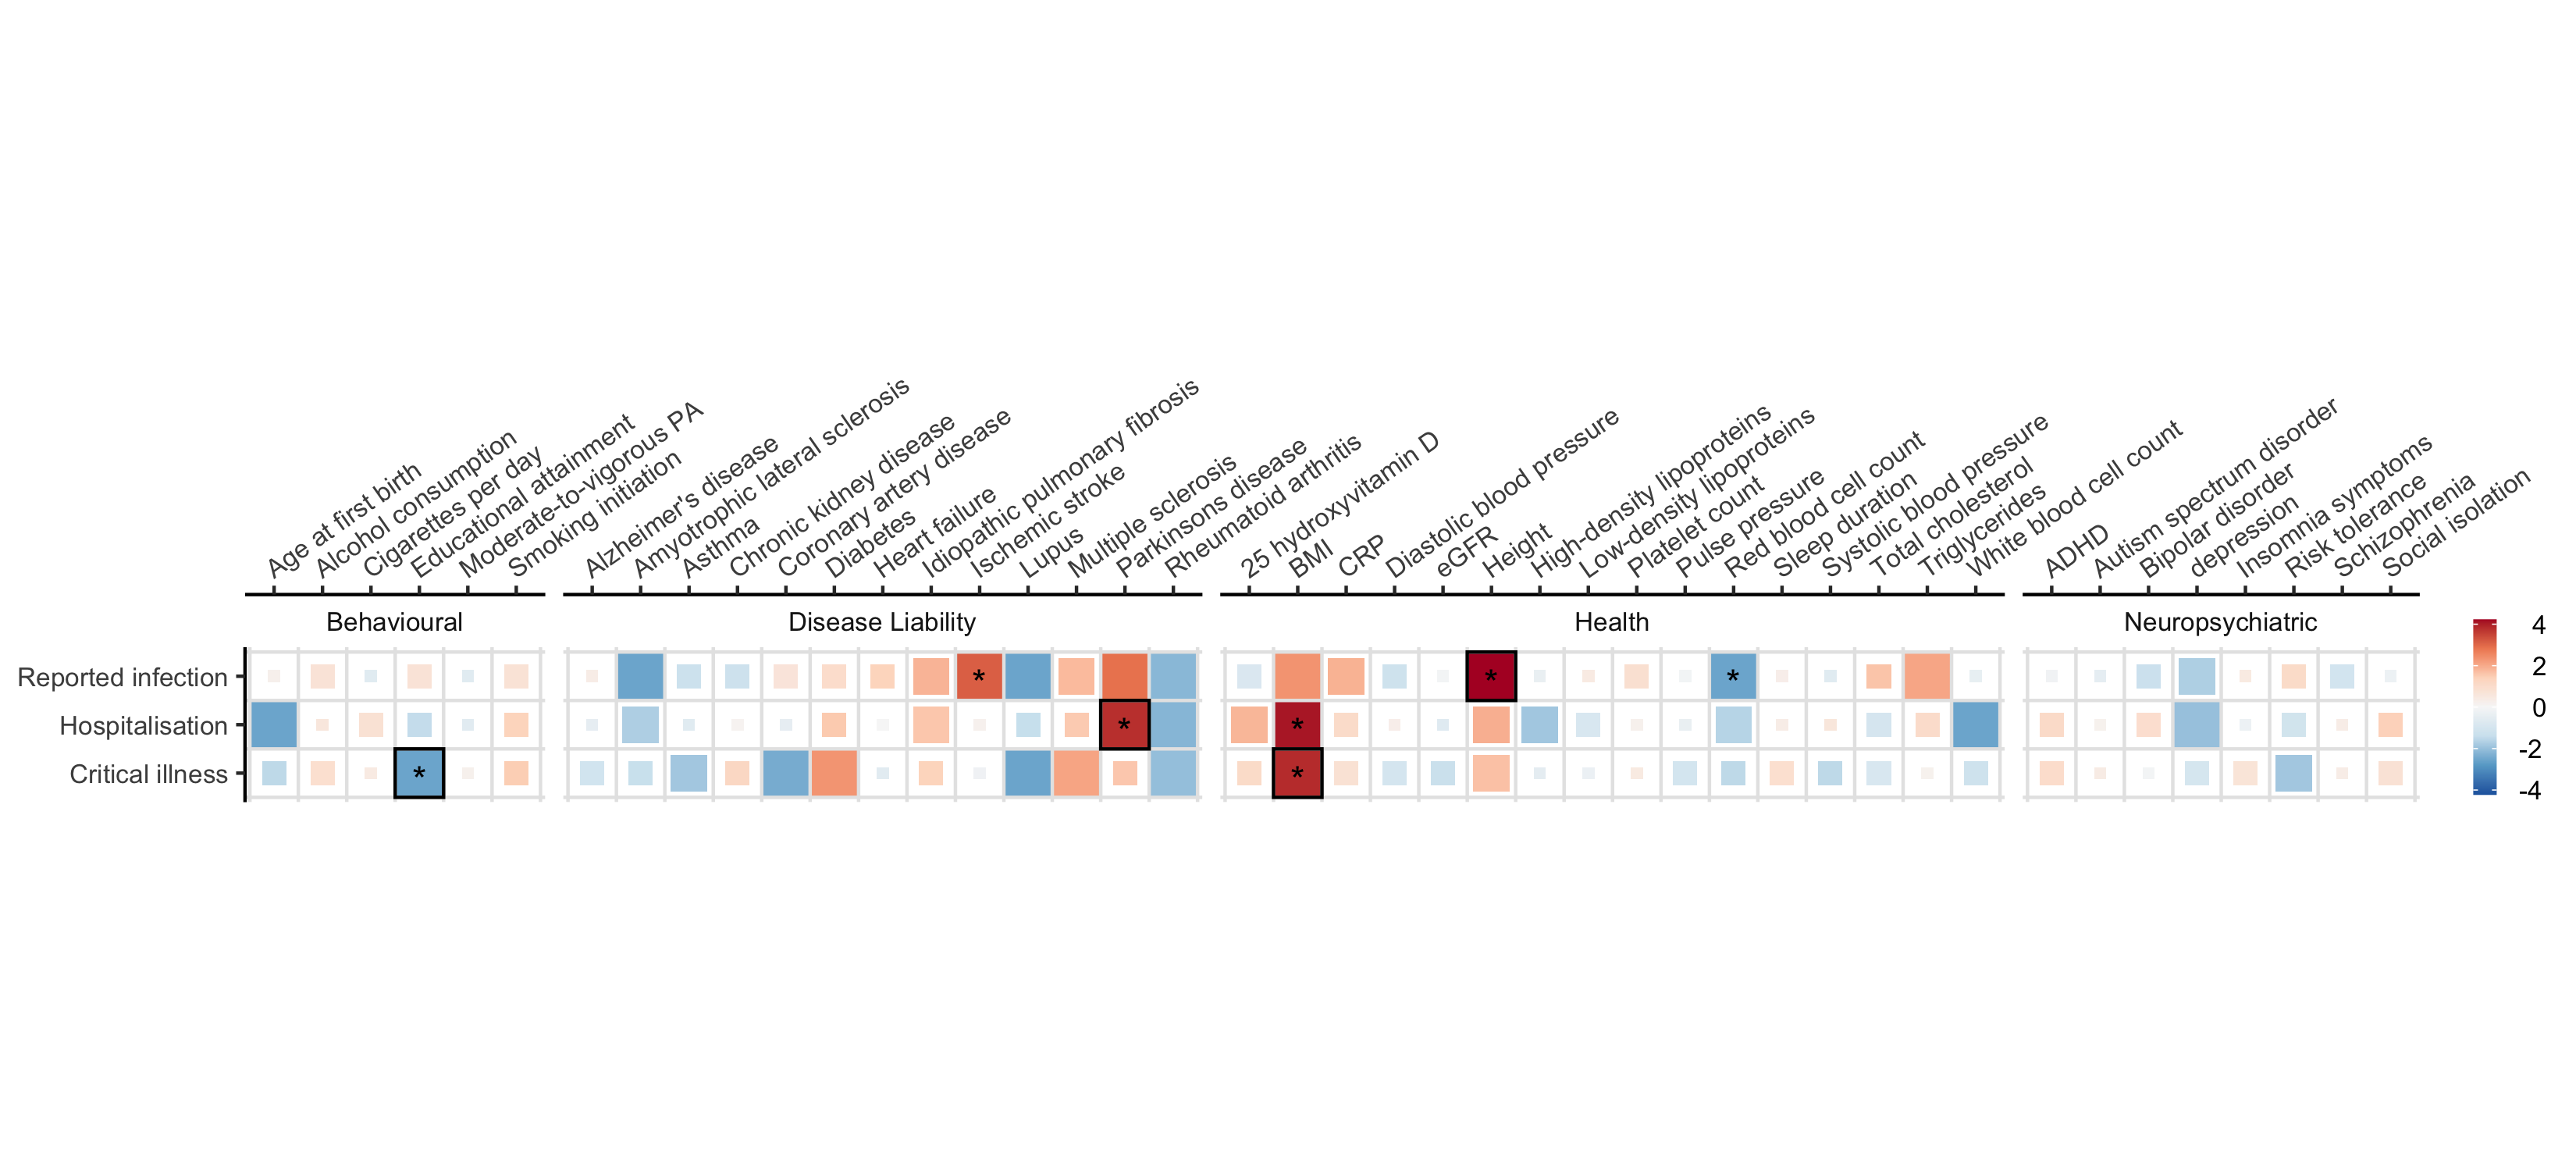 Age at first birth
Alcohol consumption
Cigarettes per day
Educational attainment
Moderate-to-vigorous PA
Smoking initiation
Alzheimer's disease
Amyotrophic lateral sclerosis
Asthma
Chronic kidney disease
Coronary artery disease
Diabetes
Heart failure
Idiopathic pulmonary fibrosis
Ischemic stroke
Lupus
Multiple sclerosis
Parkinsons disease
Rheumatoid arthritis
25 hydroxyvitamin D
BMI
CRP
Diastolic blood pressure
eGFR
Height
High-density lipoproteins
Low-density lipoproteins
Platelet count
Pulse pressure
Red blood cell count
Sleep duration
Systolic blood pressure
Total cholesterol
Triglycerides
White blood cell count
ADHD
Autism spectrum disorder
Bipolar disorder
depression
Insomnia symptoms
Risk tolerance
Schizophrenia
Social isolation
Behavioural
Disease Liability
Health
Neuropsychiatric
Reported infection * * *
Hospitalisation * *
Critical illness * *
4
2
0
-2
-4